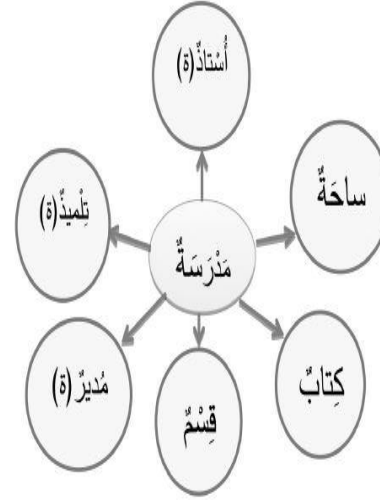 أُسْتاذٌ(ة)
ساحَةٌ
تِلْميذٌ(ة)
مَدْرَسَةٌ
كِتابٌ
مُديرٌ(ة)
قِسْمٌ